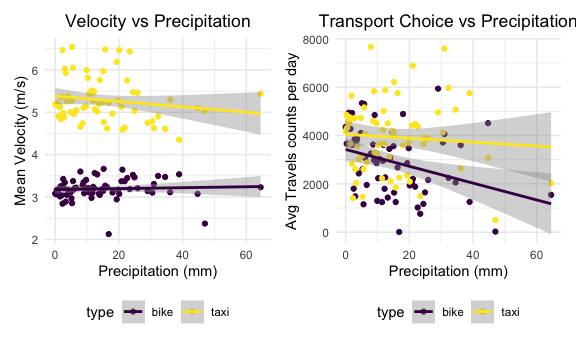 Velocity vs Precipitation
Mean Velocity (m/s)
6
5
4
3
2
0
20
40
60
Precipitation (mm)
type bike taxi
Transport Choice vs Precipitation
Avg Travels counts per day
8000
6000
4000
2000
0
0
20
40
60
Precipitation (mm)
type bike taxi